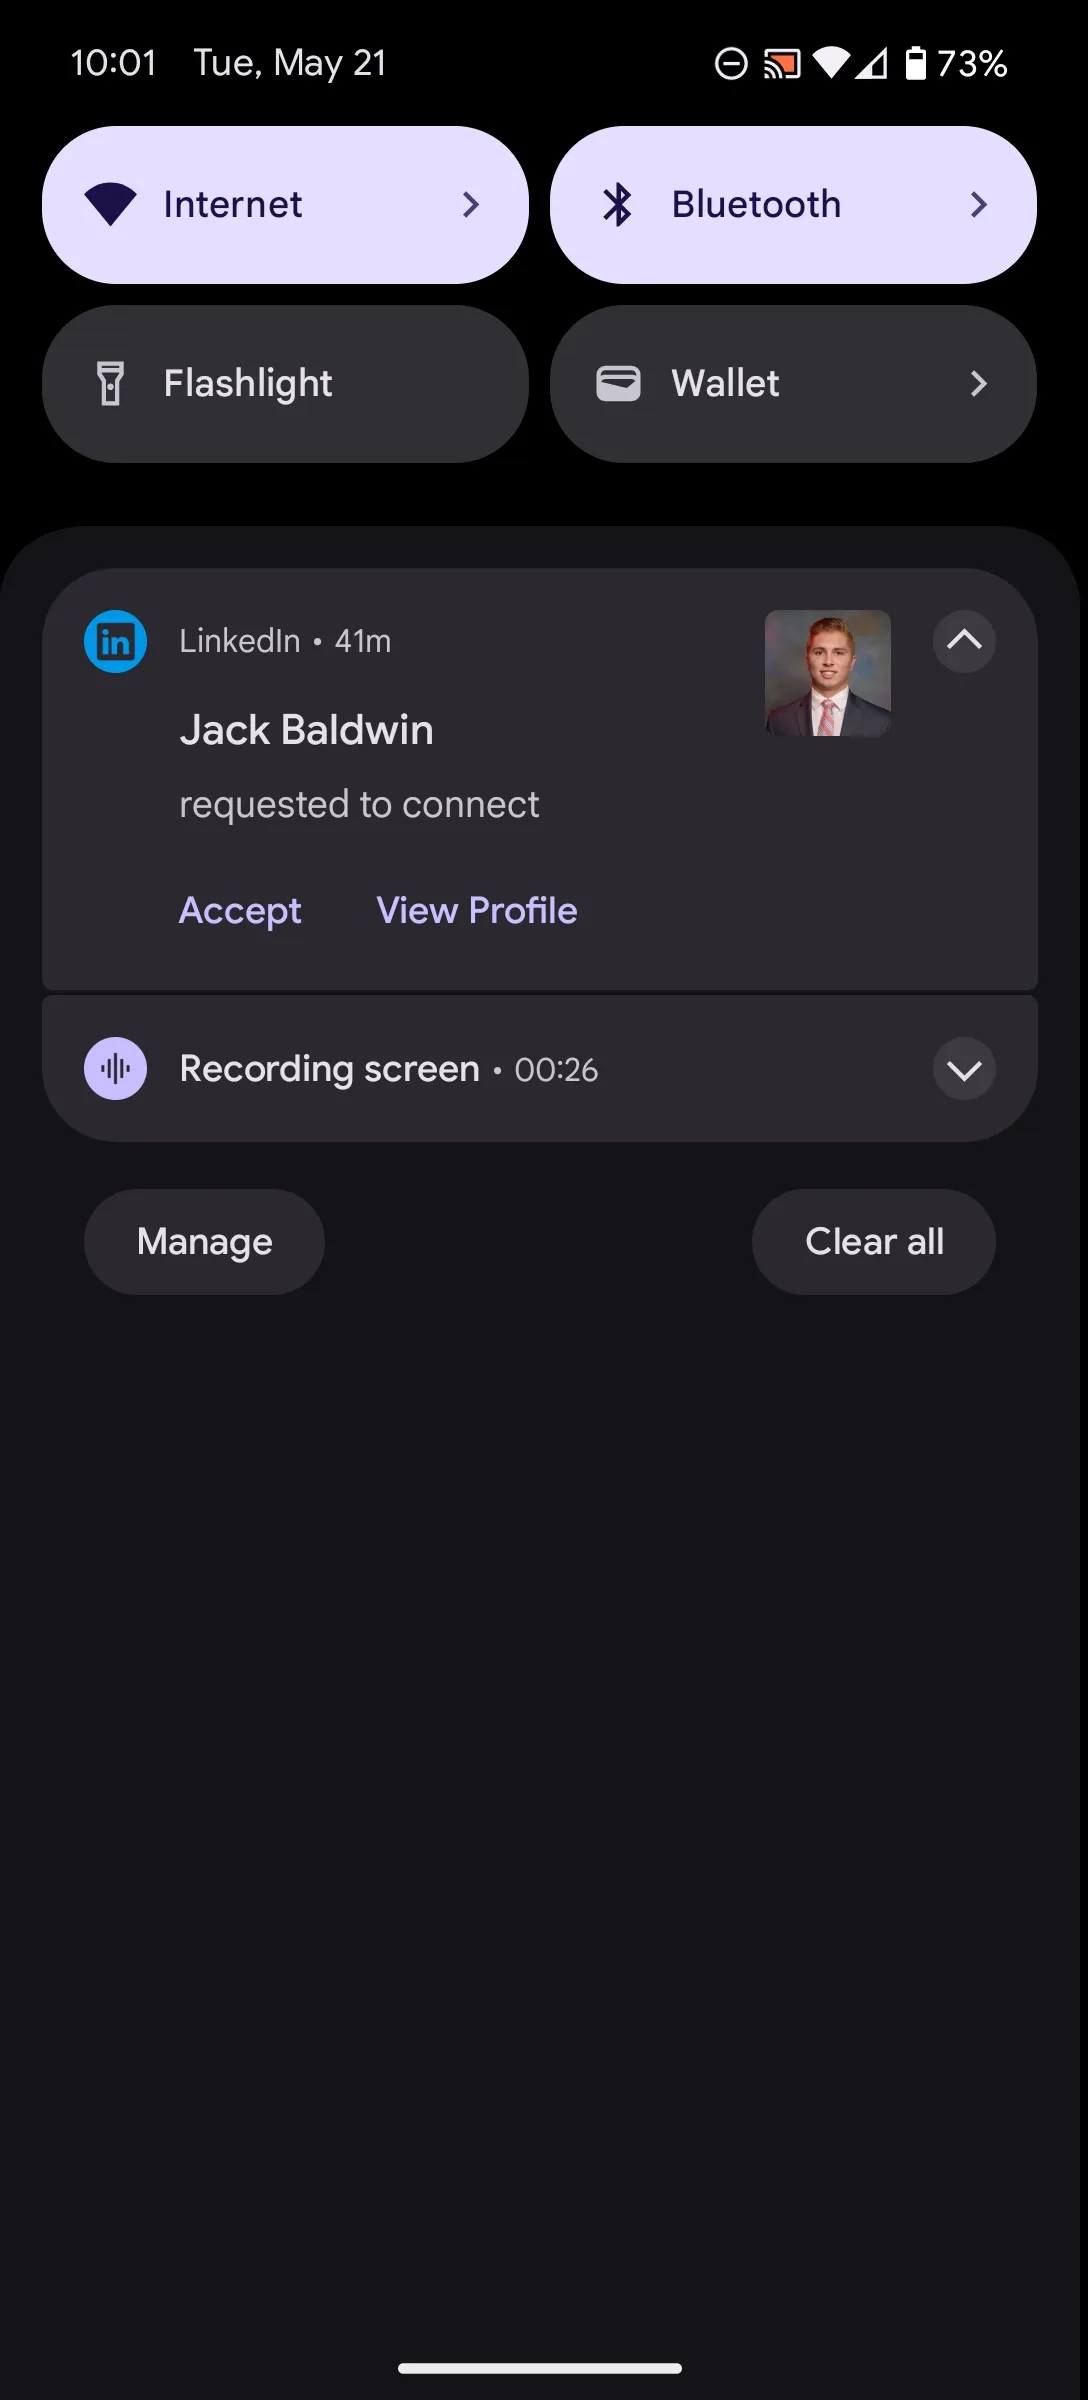 10:01 Tue, May 21 73%
Internet
Bluetooth
Flashlight
Wallet
in LinkedIn • 41m
Jack Baldwin
requested to connect
Accept View Profile
Recording screen • 00:26
Manage Clear all